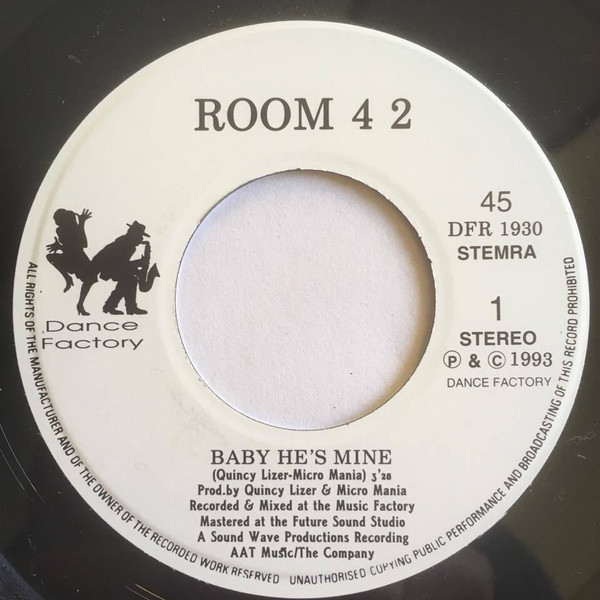 ROOM 4 2
45
DFR 1930
STEMRA
1
STEREO
Ⓟ & © 1993
DANCE FACTORY
Dance
Factory
BABY HE'S MINE
(Quincy Lizer-Micro Mania) 3'28
Prod.by Quincy Lizer & Micro Mania
Recorded & Mixed at the Music Factory
Mastered at the Future Sound Studio
A Sound Wave Productions Recording
AAT Music/The Company
ALL RIGHTS OF THE MANUFACTURER AND OF THE OWNER OF THE RECORDED WORK RESERVED UNAUTHORISED COPYING PUBLIC PERFORMANCE AND BROADCASTING OF THIS RECORD PROHIBITED